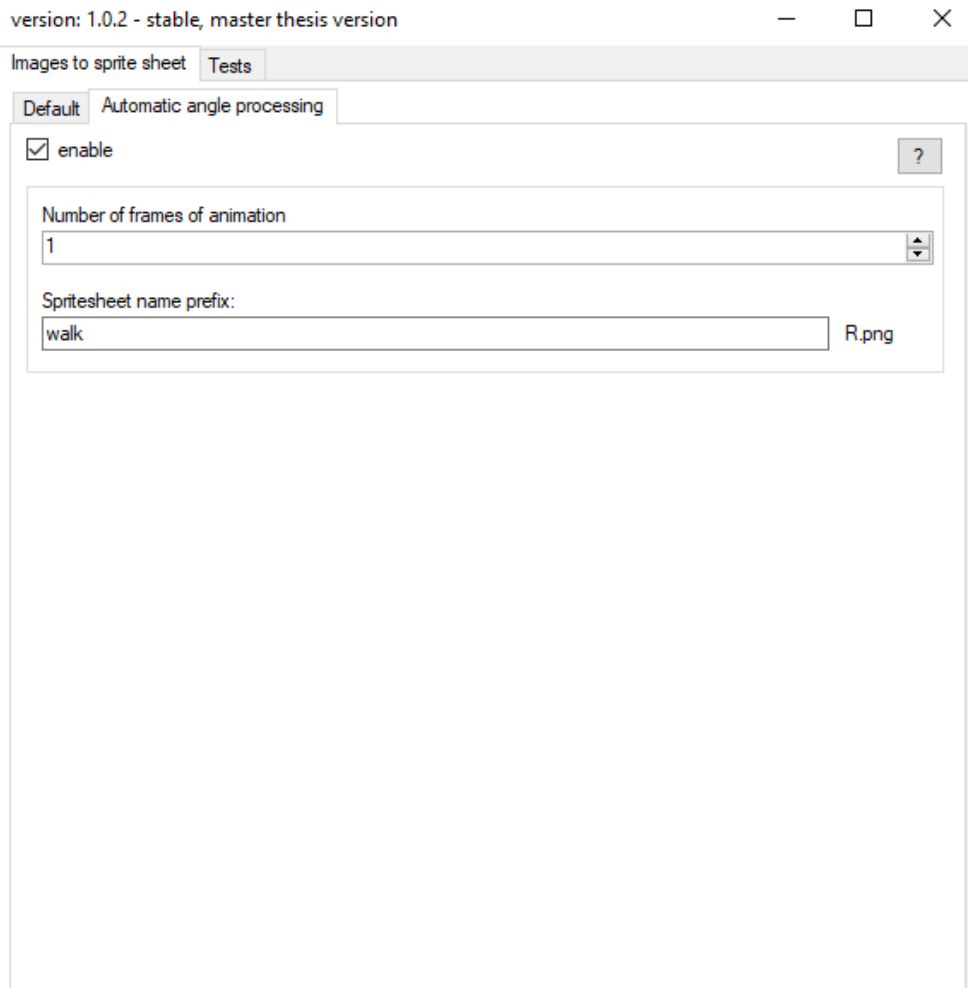 version: 1.0.2 - stable, master thesis version
Images to sprite sheet Tests
Default Automatic angle processing
enable ?
Number of frames of animation
1
Spritesheet name prefix:
walk R.png